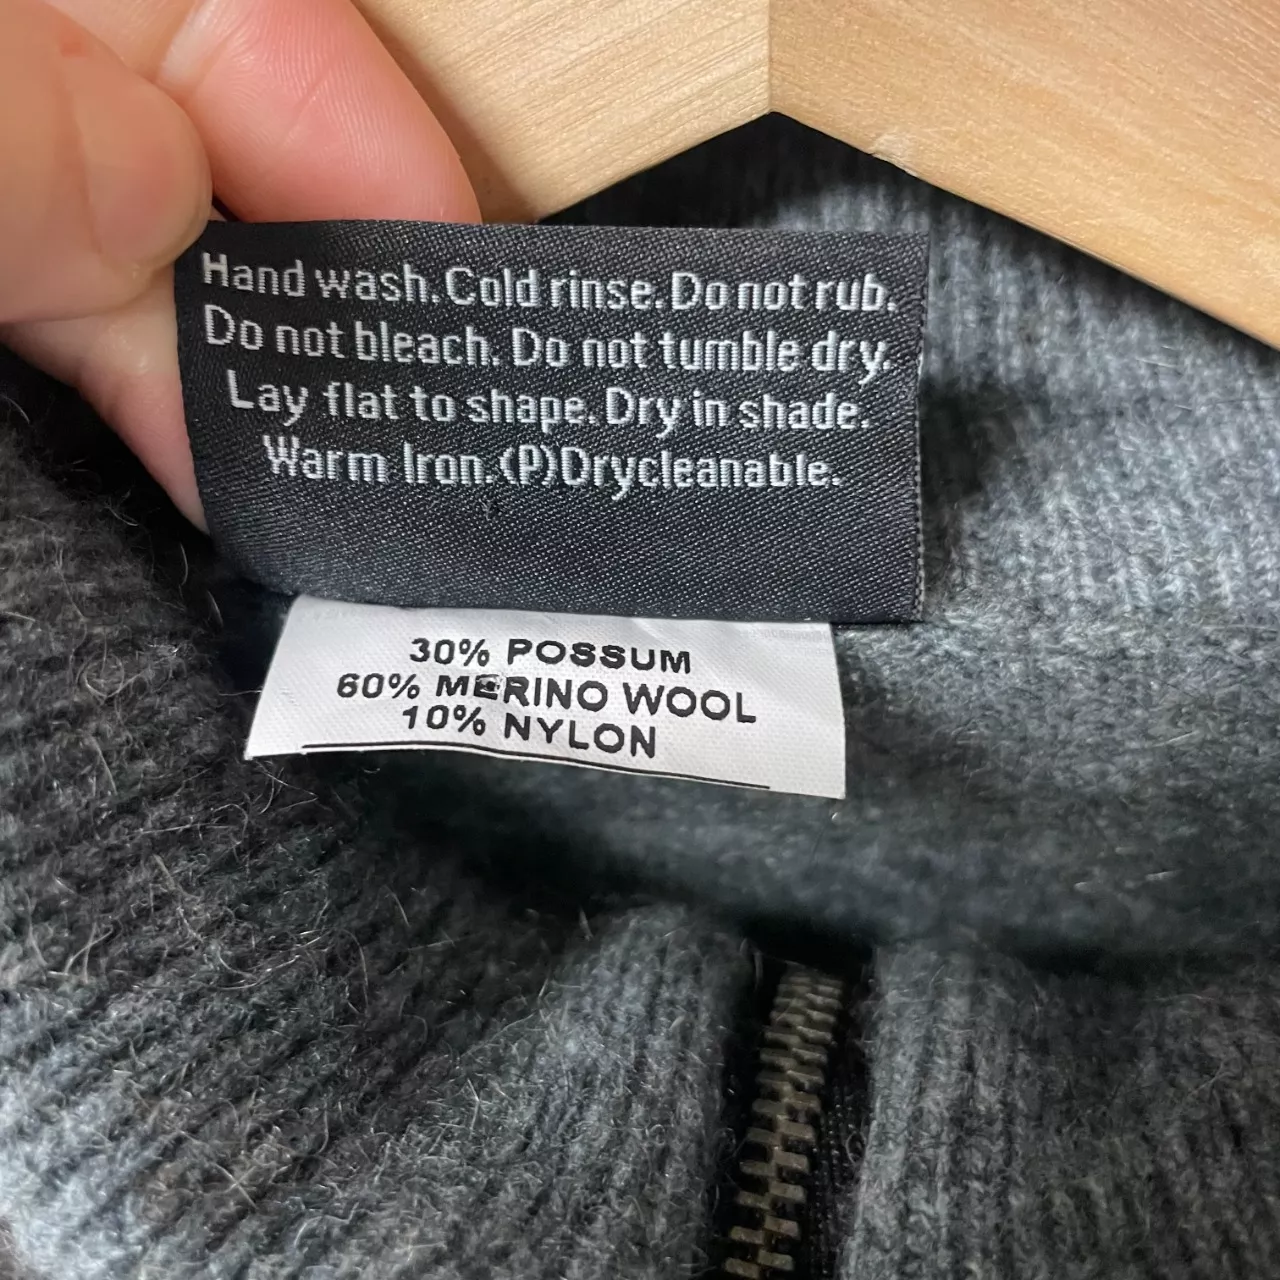 Hand wash. Cold rinse. Do not rub.
Do not bleach. Do not tumble dry.
Lay flat to shape. Dry in shade.
Warm Iron. (P) Drycleanable.
30% POSSUM
60% MERINO WOOL
10% NYLON